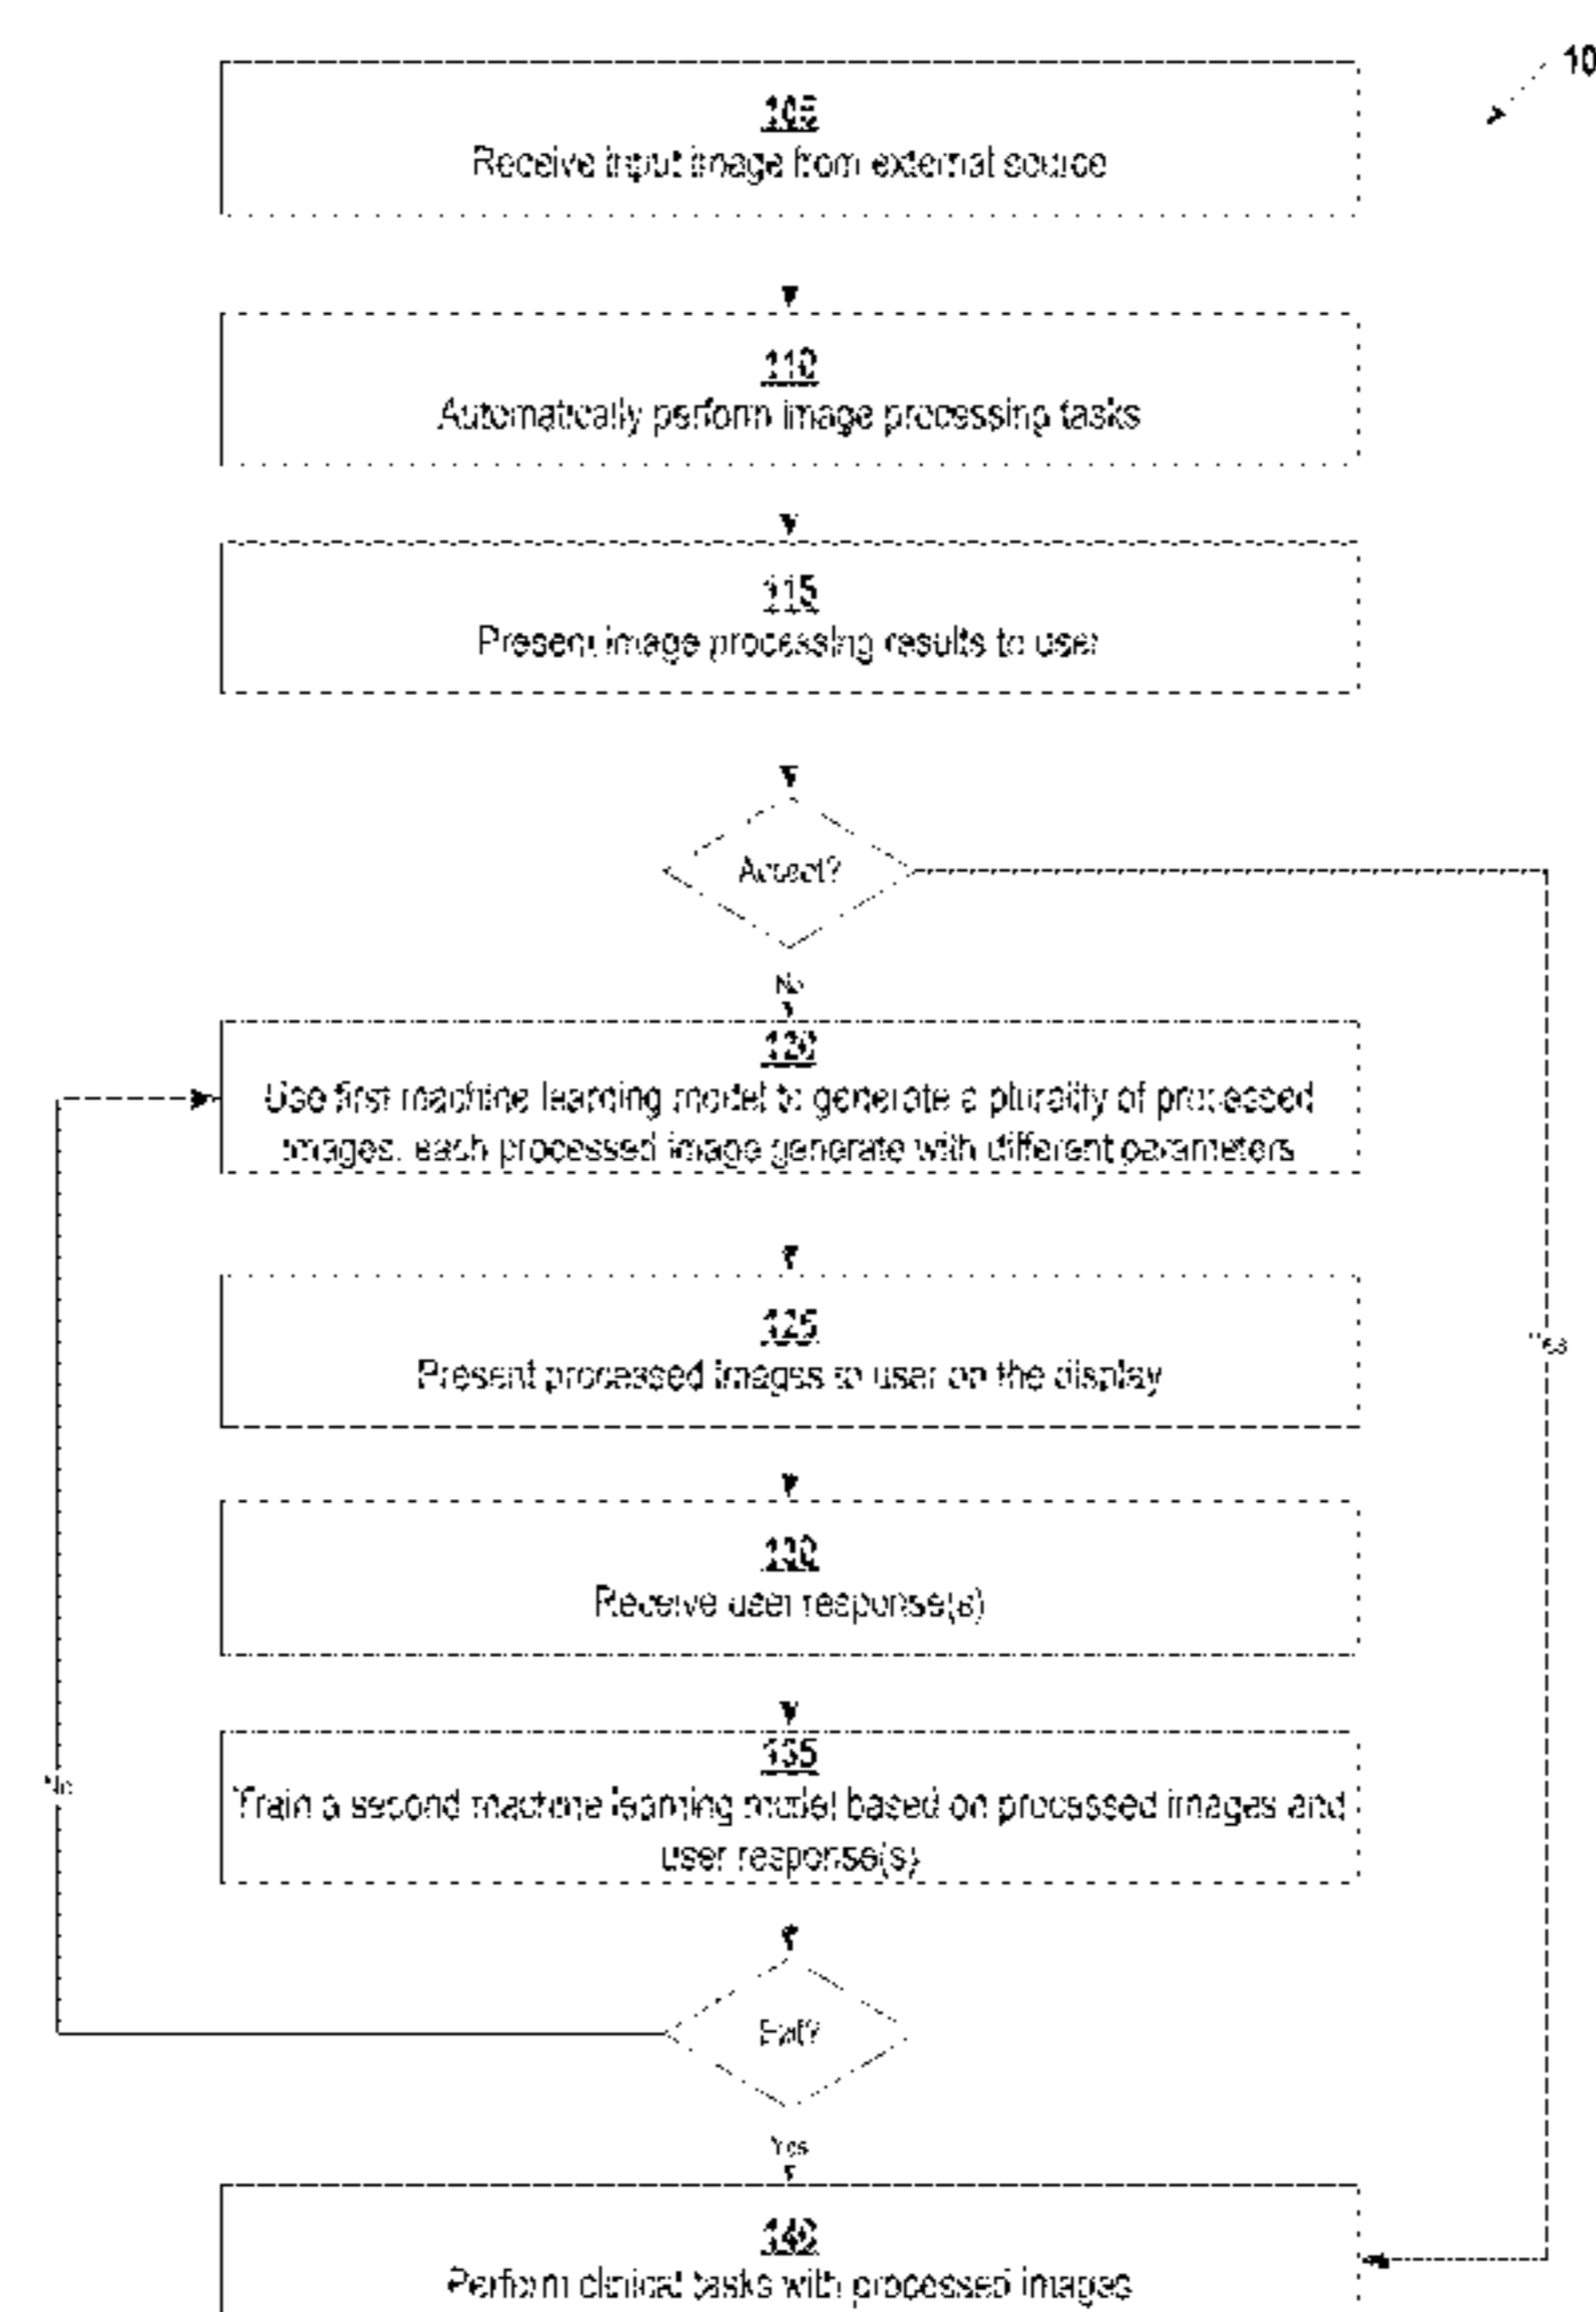 10
105
Receive input image from external source
110
Automatically perform image processing tasks
115
Present image processing results to user
Accept?
No
120
Use first machine learning model to generate a plurality of processed
images, each processed image generate with different parameters
125
Present processed images to user on the display
Yes
130
Receive user response(s)
135
No
Train a second machine learning model based on processed images and
user response(s)
Exit?
Yes
140
Perform clinical tasks with processed images